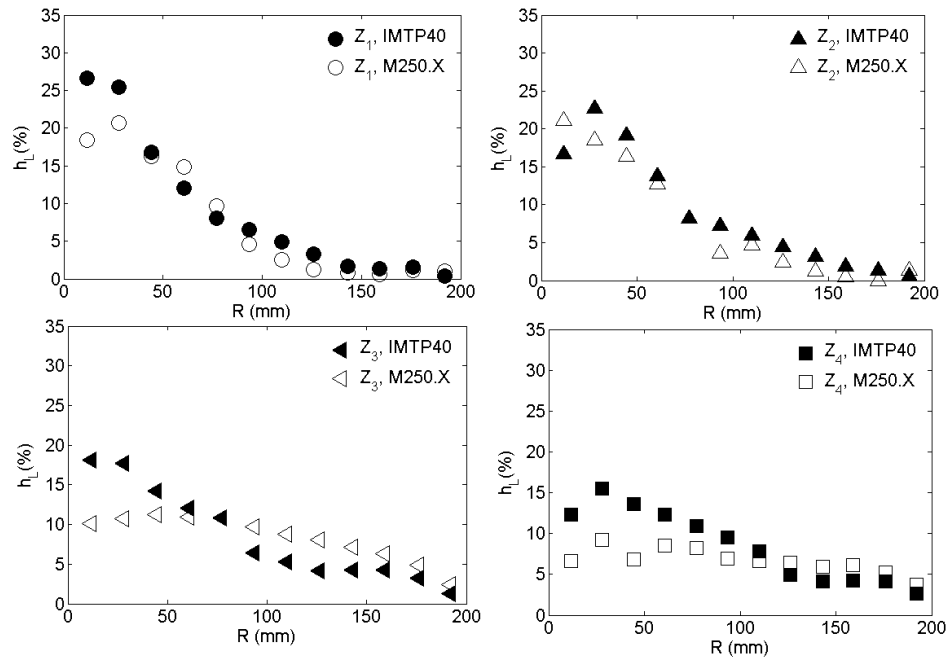 35
30
25
20
15
10
5
0
h_L(%)
0 50 100 150 200
R (mm)
Z_1, IMTP40
Z_1, M250.X
35
30
25
20
15
10
5
0
h_L(%)
0 50 100 150 200
R (mm)
Z_2, IMTP40
Z_2, M250.X
35
30
25
20
15
10
5
0
h_L(%)
0 50 100 150 200
R (mm)
Z_3, IMTP40
Z_3, M250.X
35
30
25
20
15
10
5
0
h_L(%)
0 50 100 150 200
R (mm)
Z_4, IMTP40
Z_4, M250.X